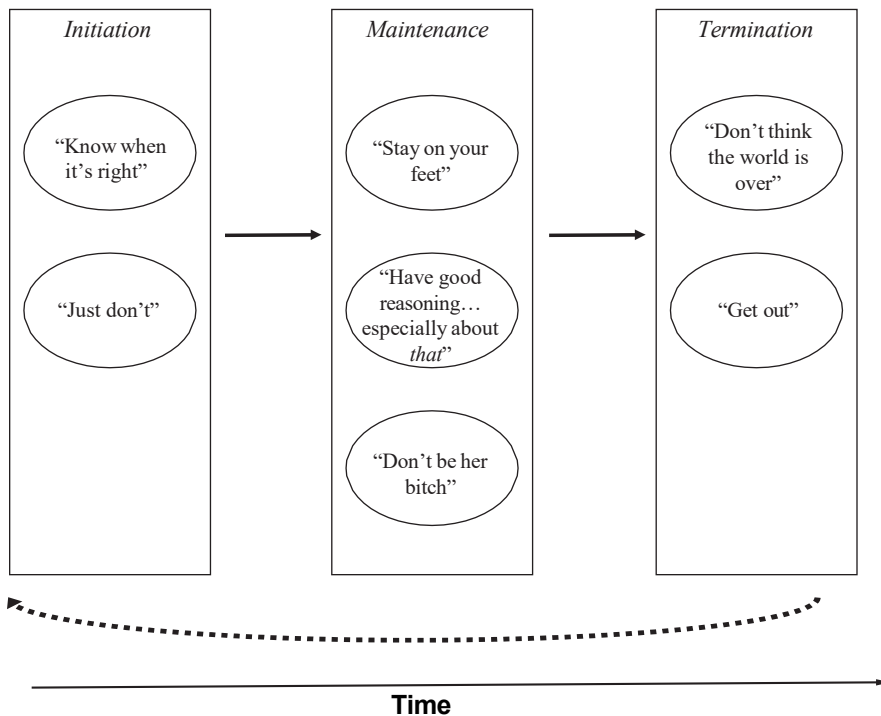 Initiation
“Know when
it’s right”
“Just don’t”
Maintenance
“Stay on your
feet”
“Have good
reasoning…
especially about
that”
“Don’t be her
bitch”
Termination
“Don’t think
the world is
over”
“Get out”
Time